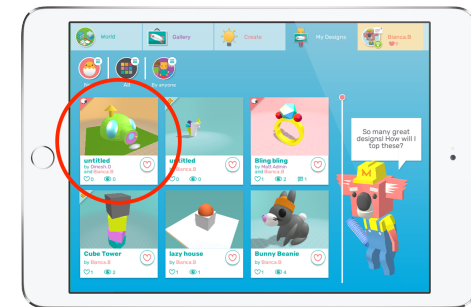 World Gallery Create My Designs Bianca.B
All By anyone
untitled
by Dinesh.D
and Bianca.B
0 0
untitled
by Bianca.B
0 0
Bling bling
by Matt Admin
and Bianca.B
1 2 1
So many great
designs! How will I
top these?
M
Cube Tower
by Bianca.B
1 2
lazy house
by Bianca.B
1 1
Bunny Beanie
by Bianca.B
1 4